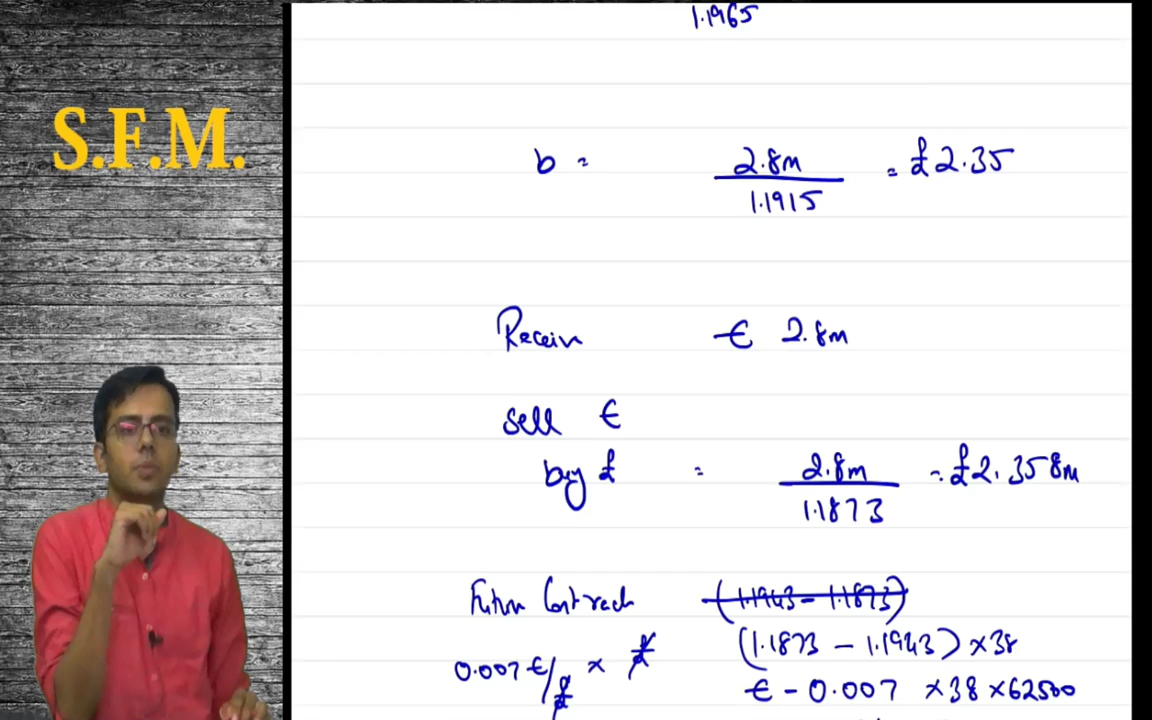 S.F.M.
1.1965
b = 2.8m / 1.1915 = £2.35
Receive € 2.8m
Sell €
buy £ = 2.8m / 1.1873 = £2.358m
Future Contract (1.1943 - 1.1873)
(1.1873 - 1.1943) × 38
0.007 €/£ × £
€ - 0.007 × 38 × 62500